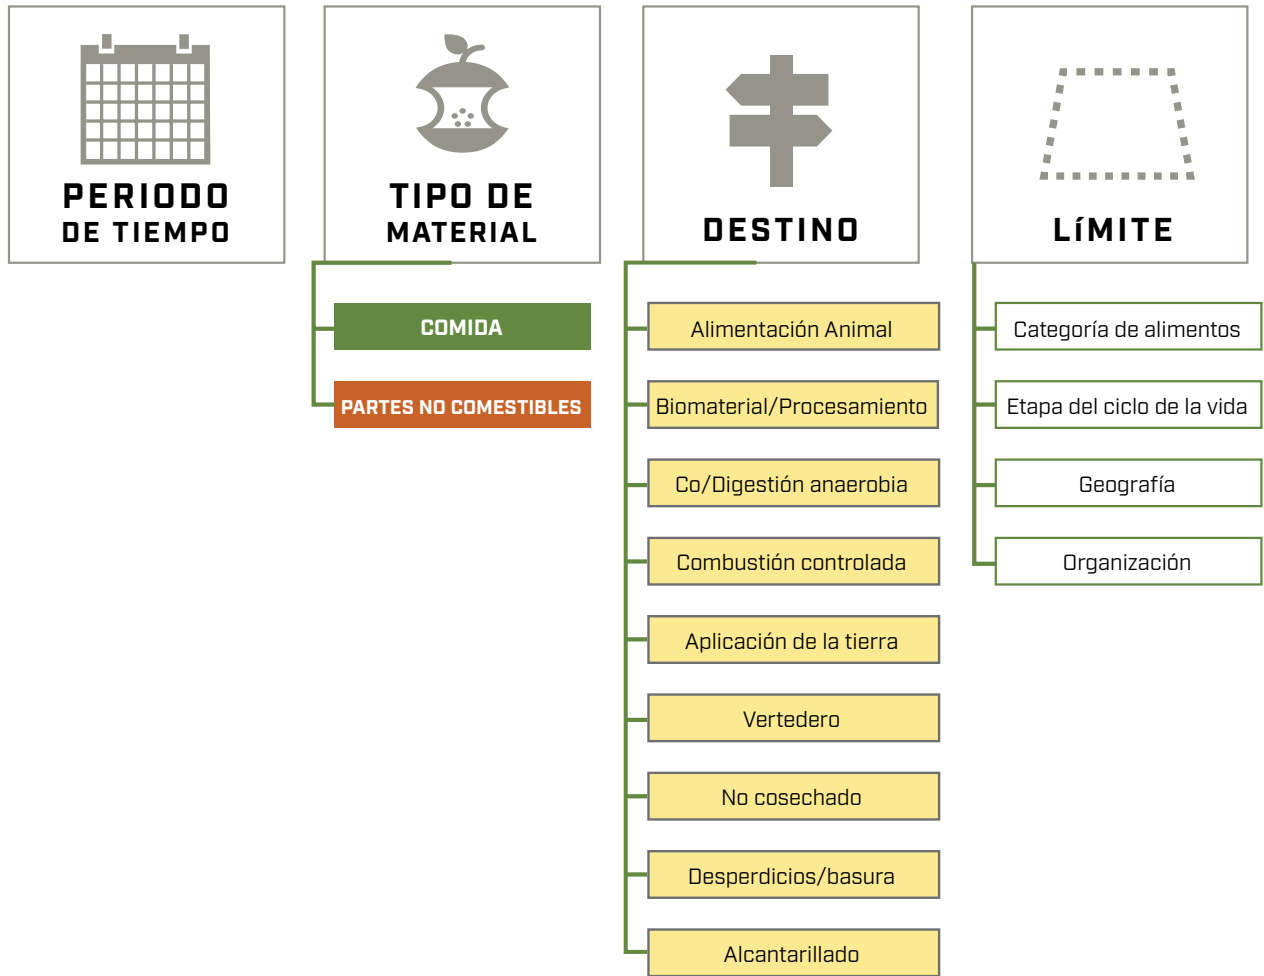 PERIODO
DE TIEMPO
TIPO DE
MATERIAL
COMIDA
PARTES NO COMESTIBLES
DESTINO
Alimentación Animal
Biomaterial/Procesamiento
Co/Digestión anaerobia
Combustión controlada
Aplicación de la tierra
Vertedero
No cosechado
Desperdicios/basura
Alcantarillado
LíMITE
Categoría de alimentos
Etapa del ciclo de la vida
Geografía
Organización